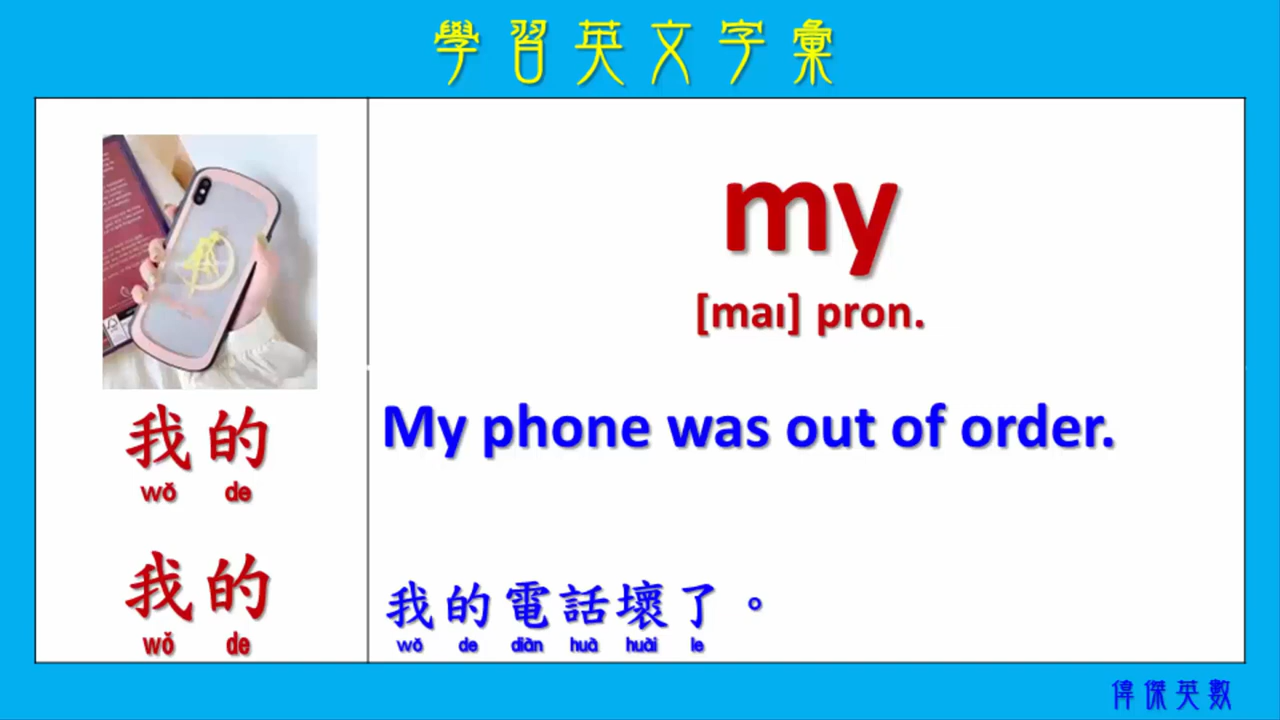 學習英文字彙
my
[maɪ] pron.
我的
wǒ de
My phone was out of order.
我的
wǒ de
我的電話壞了。
wǒ de diàn huà huài le
偉傑英數